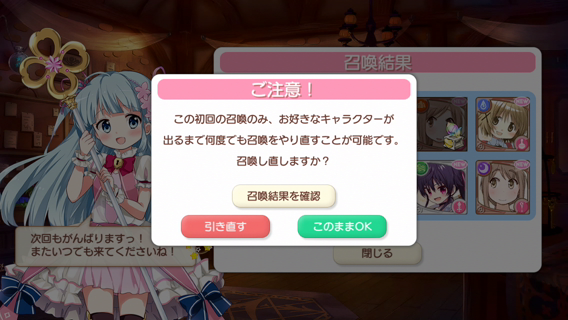 召喚結果
ご注意！
この初回の召喚のみ、お好きなキャラクターが
出るまで何度でも召喚をやり直すことが可能です。
召喚し直しますか？
召喚結果を確認
引き直す
このままOK
次回もがんばりますっ！
またいつでも来てくださいね！
閉じる